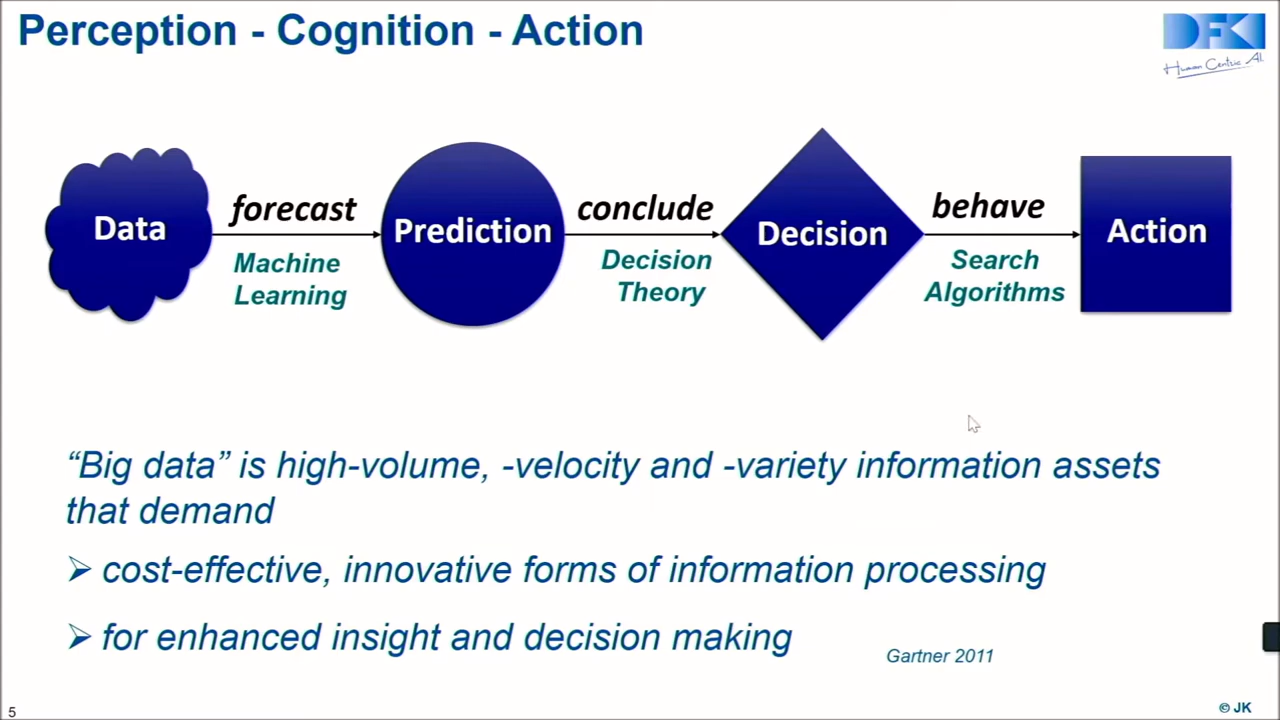 Perception - Cognition - Action
DFKI
Human Centric AI.
Data
forecast
Machine
Learning
Prediction
conclude
Decision
Theory
Decision
behave
Search
Algorithms
Action
“Big data” is high-volume, -velocity and -variety information assets
that demand
➢ cost-effective, innovative forms of information processing
➢ for enhanced insight and decision making
Gartner 2011
5
© JK